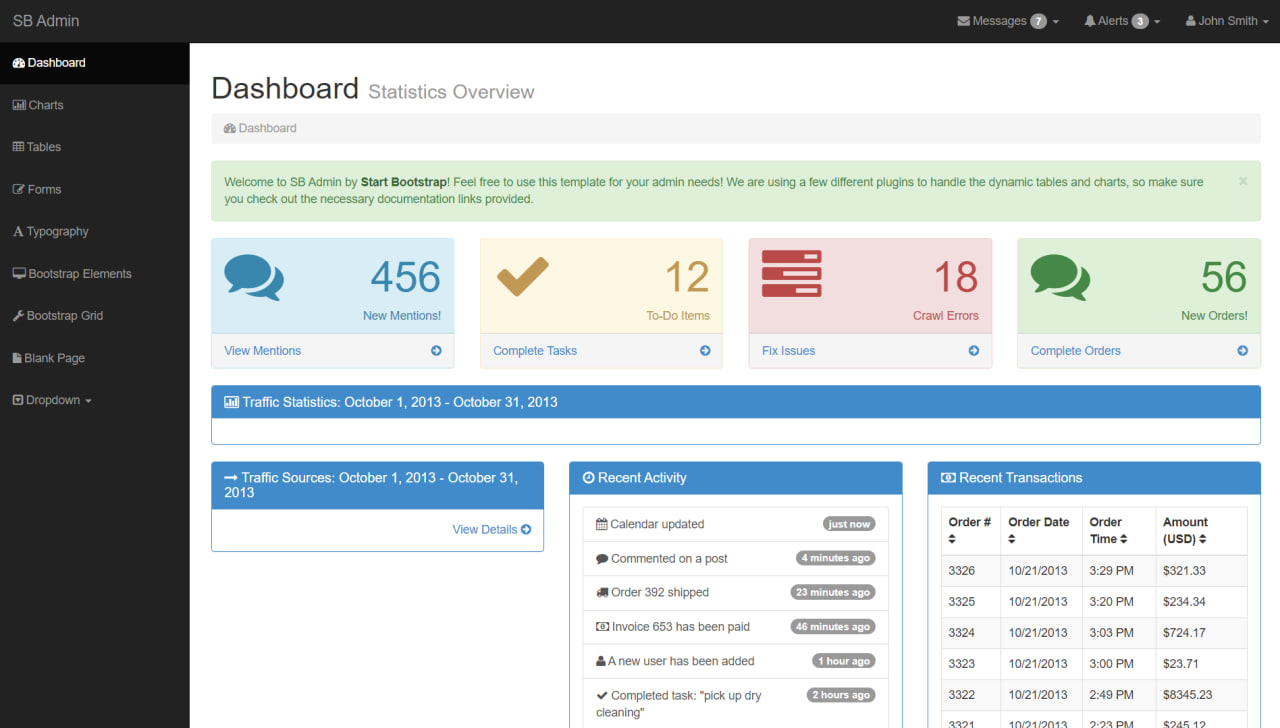 SB Admin
Messages 7
Alerts 3
John Smith
Dashboard
Charts
Tables
Forms
Typography
Bootstrap Elements
Bootstrap Grid
Blank Page
Dropdown
Dashboard Statistics Overview
Dashboard
Welcome to SB Admin by Start Bootstrap! Feel free to use this template for your admin needs! We are using a few different plugins to handle the dynamic tables and charts, so make sure
you check out the necessary documentation links provided.
×
456
New Mentions!
View Mentions
12
To-Do Items
Complete Tasks
18
Crawl Errors
Fix Issues
56
New Orders!
Complete Orders
Traffic Statistics: October 1, 2013 - October 31, 2013
Traffic Sources: October 1, 2013 - October 31,
2013
View Details
Recent Activity
Calendar updated just now
Commented on a post 4 minutes ago
Order 392 shipped 23 minutes ago
Invoice 653 has been paid 46 minutes ago
A new user has been added 1 hour ago
Completed task: "pick up dry 2 hours ago
cleaning"
Recent Transactions
Order # Order Date Order Amount
Time (USD)
3326 10/21/2013 3:29 PM $321.33
3325 10/21/2013 3:20 PM $234.34
3324 10/21/2013 3:03 PM $724.17
3323 10/21/2013 3:00 PM $23.71
3322 10/21/2013 2:49 PM $8345.23
3321 10/21/2013 2:23 PM $245.12